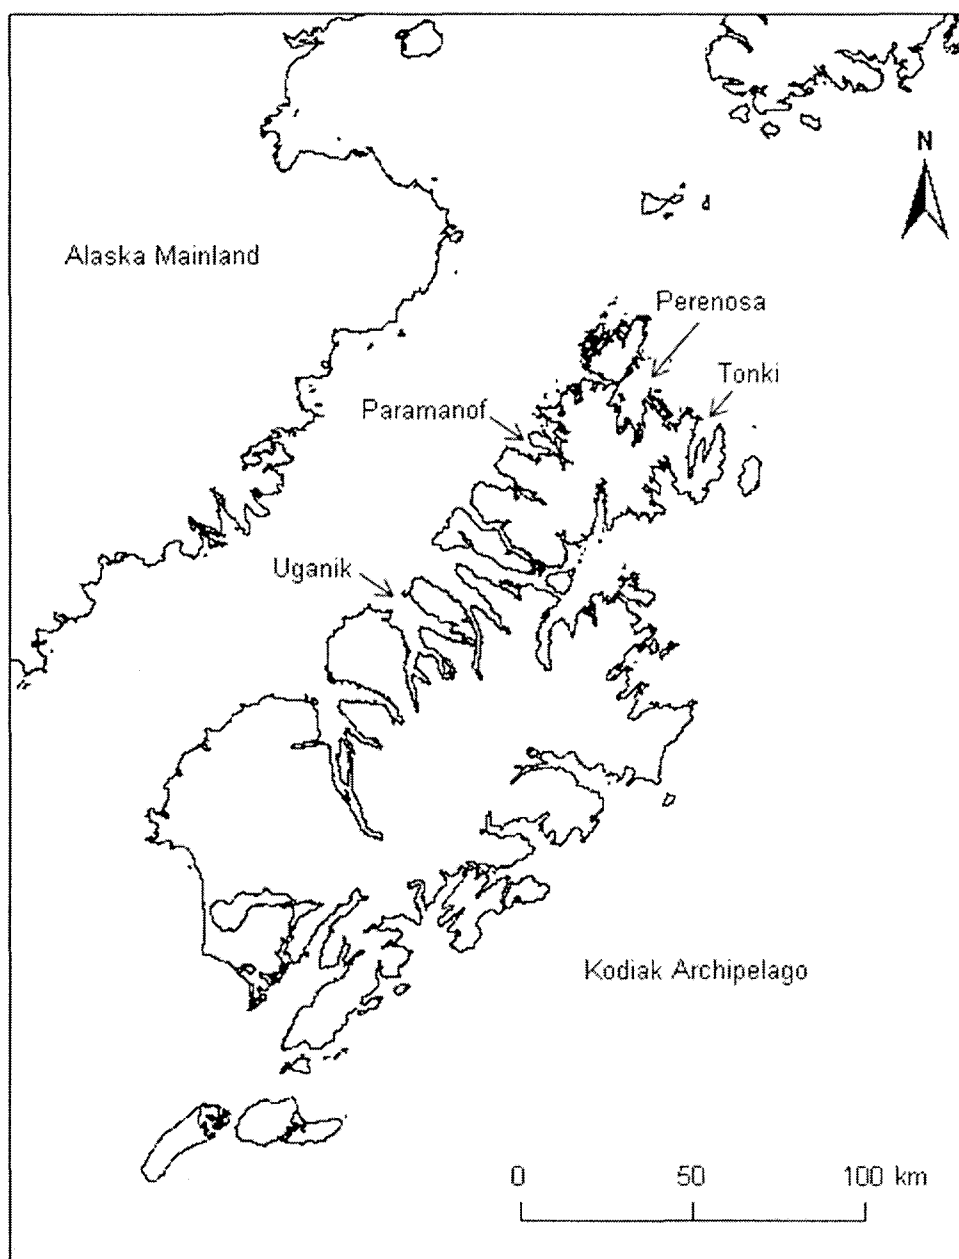 N
Alaska Mainland
Perenosa
Tonki
Paramanof
Uganik
Kodiak Archipelago
0 50 100 km